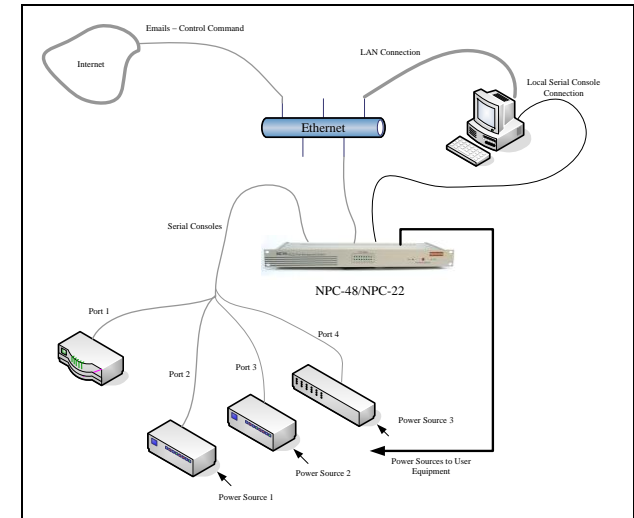 Emails – Control Command
Internet
LAN Connection
Local Serial Console
Connection
Ethernet
Serial Consoles
NPC-48/NPC-22
Port 1
Port 2
Port 3
Port 4
Power Source 3
Power Sources to User
Equipment
Power Source 2
Power Source 1